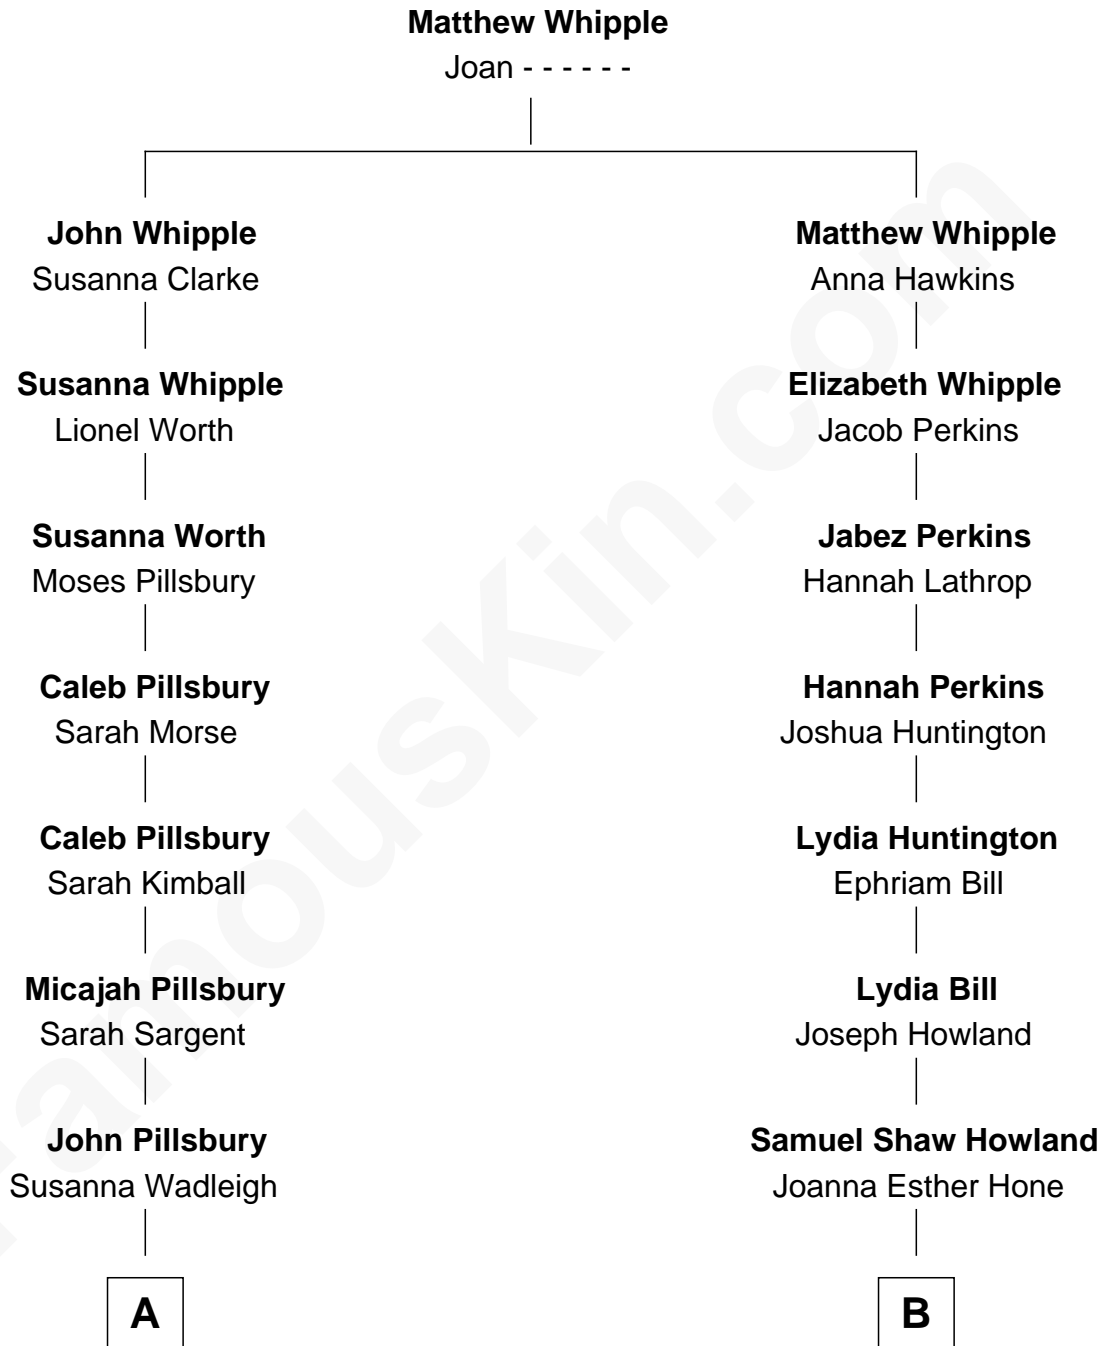 Matthew Whipple
Joan - - - - - -
John Whipple
Susanna Clarke
Matthew Whipple
Anna Hawkins
Susanna Whipple
Lionel Worth
Elizabeth Whipple
Jacob Perkins
Susanna Worth
Moses Pillsbury
Jabez Perkins
Hannah Lathrop
Caleb Pillsbury
Sarah Morse
Hannah Perkins
Joshua Huntington
Caleb Pillsbury
Sarah Kimball
Lydia Huntington
Ephriam Bill
Micajah Pillsbury
Sarah Sargent
Lydia Bill
Joseph Howland
John Pillsbury
Susanna Wadleigh
Samuel Shaw Howland
Joanna Esther Hone
A
B
FamousKin.com